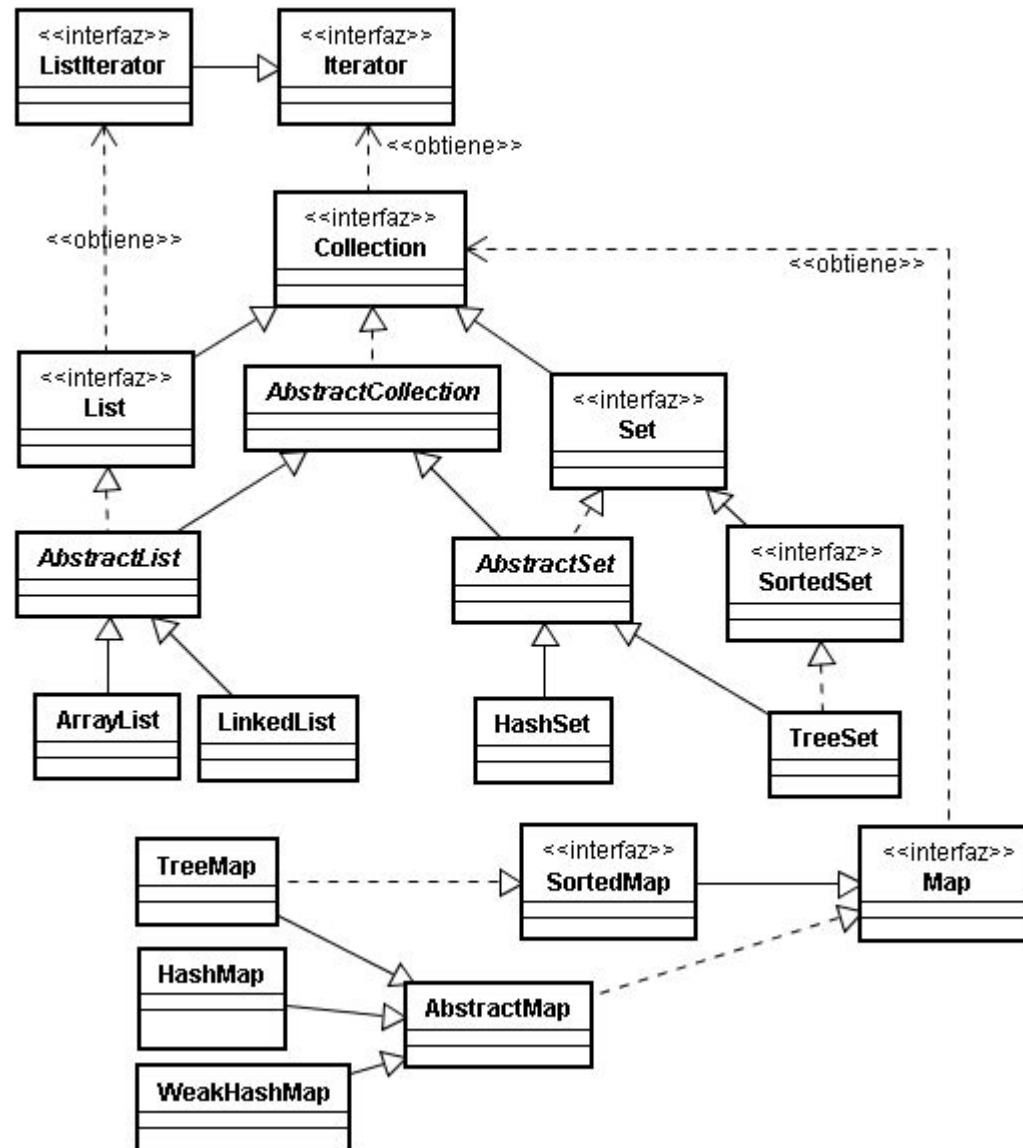 <<interfaz>>
ListIterator
<<interfaz>>
Iterator
<<obtiene>>
<<interfaz>>
Collection
<<obtiene>>
<<obtiene>>
<<interfaz>>
List
AbstractCollection
<<interfaz>>
Set
AbstractList
AbstractSet
<<interfaz>>
SortedSet
ArrayList
LinkedList
HashSet
TreeSet
TreeMap
<<interfaz>>
SortedMap
<<interfaz>>
Map
HashMap
AbstractMap
WeakHashMap